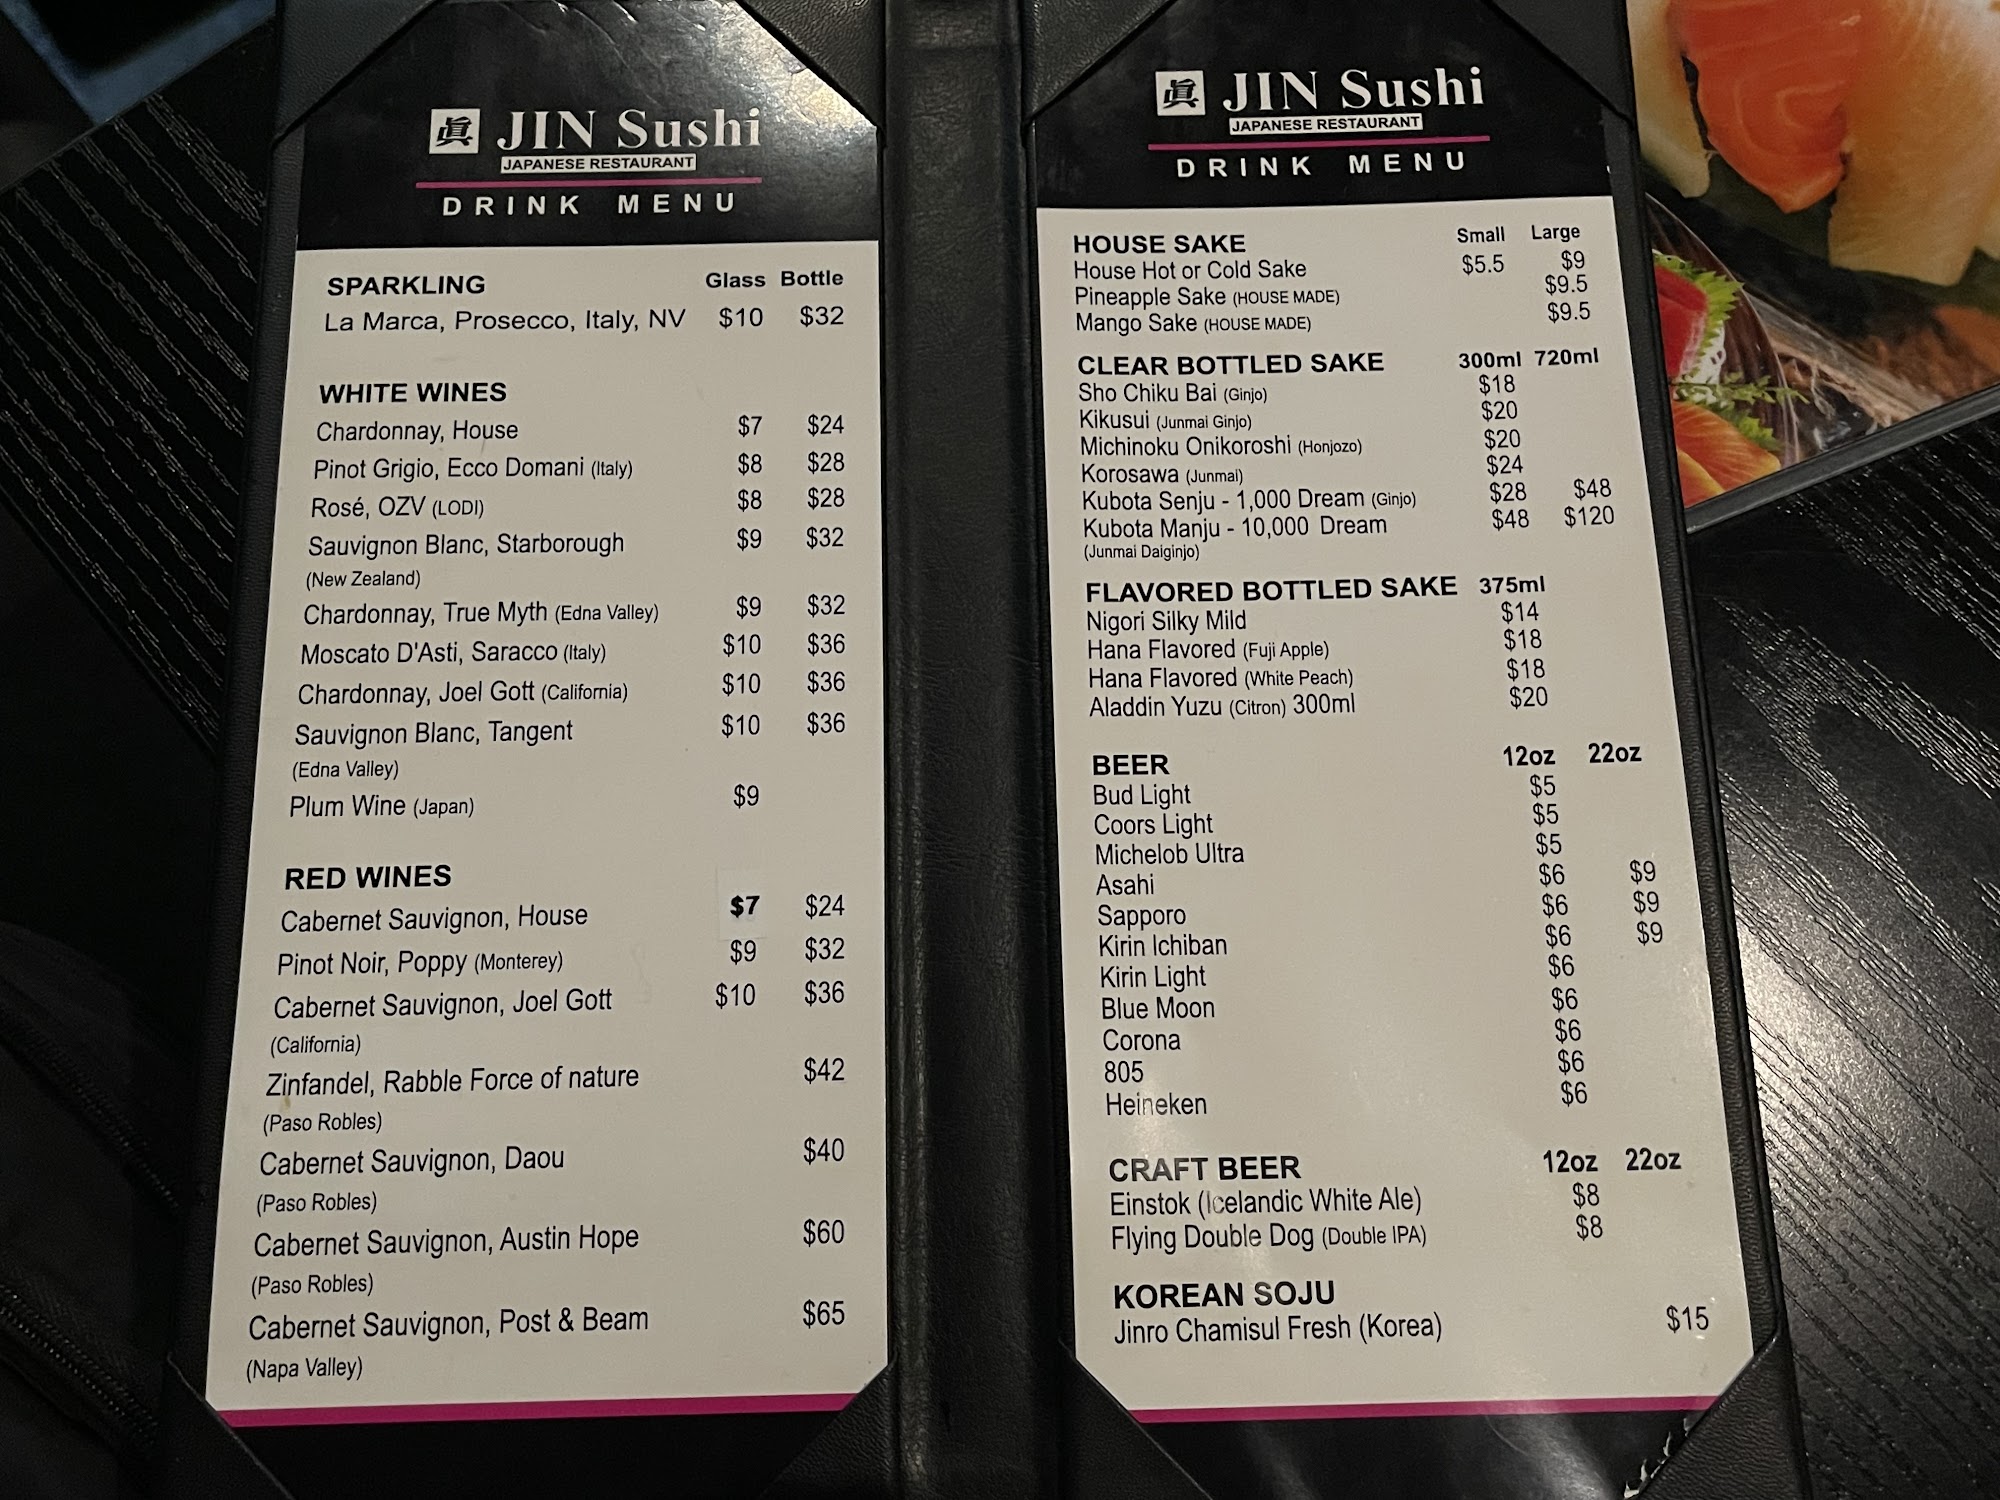 眞 JIN Sushi
JAPANESE RESTAURANT
DRINK MENU
SPARKLING Glass Bottle
La Marca, Prosecco, Italy, NV $10 $32
WHITE WINES
Chardonnay, House $7 $24
Pinot Grigio, Ecco Domani (Italy) $8 $28
Rosé, OZV (LODI) $8 $28
Sauvignon Blanc, Starborough $9 $32
(New Zealand)
Chardonnay, True Myth (Edna Valley) $9 $32
Moscato D'Asti, Saracco (Italy) $10 $36
Chardonnay, Joel Gott (California) $10 $36
Sauvignon Blanc, Tangent $10 $36
(Edna Valley)
Plum Wine (Japan) $9
RED WINES
Cabernet Sauvignon, House $7 $24
Pinot Noir, Poppy (Monterey) $9 $32
Cabernet Sauvignon, Joel Gott $10 $36
(California)
Zinfandel, Rabble Force of nature $42
(Paso Robles)
Cabernet Sauvignon, Daou $40
(Paso Robles)
Cabernet Sauvignon, Austin Hope $60
(Paso Robles)
Cabernet Sauvignon, Post & Beam $65
(Napa Valley)
眞 JIN Sushi
JAPANESE RESTAURANT
DRINK MENU
HOUSE SAKE Small Large
House Hot or Cold Sake $5.5 $9
Pineapple Sake (HOUSE MADE) $9.5
Mango Sake (HOUSE MADE) $9.5
CLEAR BOTTLED SAKE 300ml 720ml
Sho Chiku Bai (Ginjo) $18
Kikusui (Junmai Ginjo) $20
Michinoku Onikoroshi (Honjozo) $20
Korosawa (Junmai) $24
Kubota Senju - 1,000 Dream (Ginjo) $28 $48
Kubota Manju - 10,000 Dream $48 $120
(Junmai Daiginjo)
FLAVORED BOTTLED SAKE 375ml
Nigori Silky Mild $14
Hana Flavored (Fuji Apple) $18
Hana Flavored (White Peach) $18
Aladdin Yuzu (Citron) 300ml $20
BEER 12oz 22oz
Bud Light $5
Coors Light $5
Michelob Ultra $5
Asahi $6 $9
Sapporo $6 $9
Kirin Ichiban $6 $9
Kirin Light $6
Blue Moon $6
Corona $6
805 $6
Heineken $6
CRAFT BEER 12oz 22oz
Einstok (Icelandic White Ale) $8
Flying Double Dog (Double IPA) $8
KOREAN SOJU
Jinro Chamisul Fresh (Korea) $15